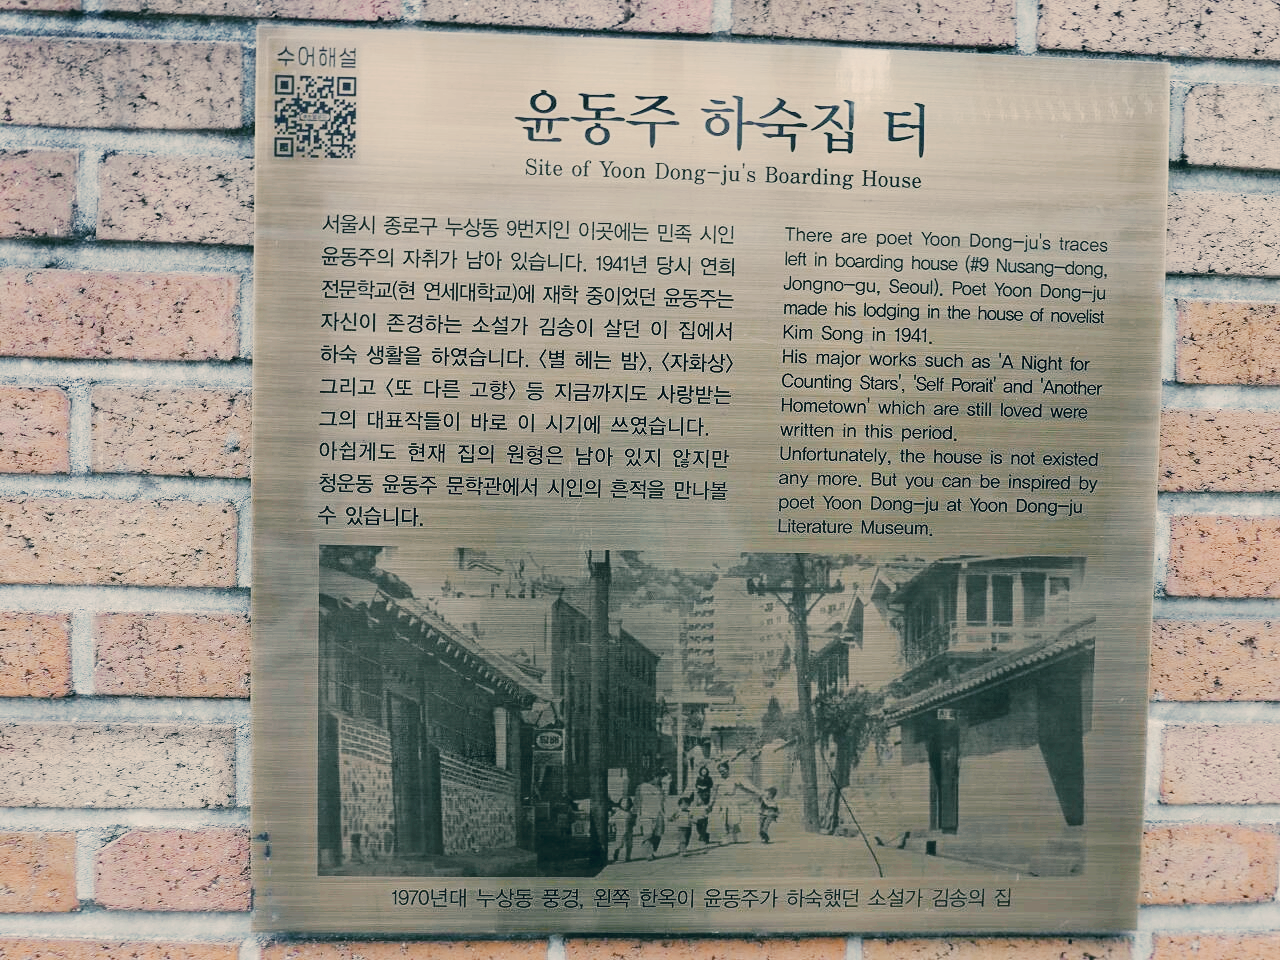 수어해설
윤동주 하숙집 터
Site of Yoon Dong-ju's Boarding House
서울시 종로구 누상동 9번지인 이곳에는 민족 시인
윤동주의 자취가 남아 있습니다. 1941년 당시 연희
전문학교(현 연세대학교)에 재학 중이었던 윤동주는
자신이 존경하는 소설가 김송이 살던 이 집에서
하숙 생활을 하였습니다. <별 헤는 밤>, <자화상>
그리고 <또 다른 고향> 등 지금까지도 사랑받는
그의 대표작들이 바로 이 시기에 쓰였습니다.
아쉽게도 현재 집의 원형은 남아 있지 않지만
청운동 윤동주 문학관에서 시인의 흔적을 만나볼
수 있습니다.
There are poet Yoon Dong-ju's traces
left in boarding house (#9 Nusang-dong,
Jongno-gu, Seoul). Poet Yoon Dong-ju
made his lodging in the house of novelist
Kim Song in 1941.
His major works such as 'A Night for
Counting Stars', 'Self Porait' and 'Another
Hometown' which are still loved were
written in this period.
Unfortunately, the house is not existed
any more. But you can be inspired by
poet Yoon Dong-ju at Yoon Dong-ju
Literature Museum.
담배
1970년대 누상동 풍경, 왼쪽 한옥이 윤동주가 하숙했던 소설가 김송의 집